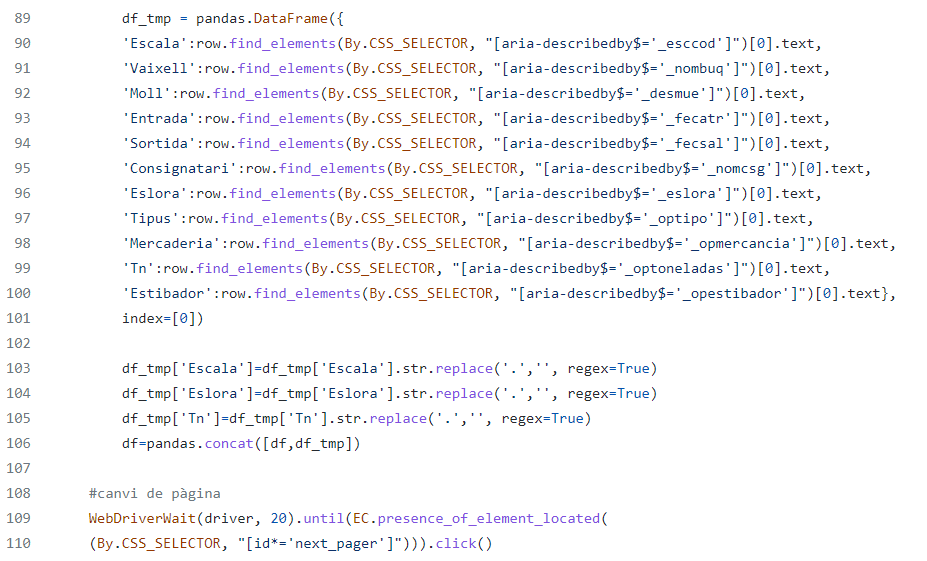 89 df_tmp = pandas.DataFrame({
90 'Escala':row.find_elements(By.CSS_SELECTOR, "[aria-describedby$='_esccod']")[0].text,
91 'Vaixell':row.find_elements(By.CSS_SELECTOR, "[aria-describedby$='_nombuq']")[0].text,
92 'Moll':row.find_elements(By.CSS_SELECTOR, "[aria-describedby$='_desmue']")[0].text,
93 'Entrada':row.find_elements(By.CSS_SELECTOR, "[aria-describedby$='_fecatr']")[0].text,
94 'Sortida':row.find_elements(By.CSS_SELECTOR, "[aria-describedby$='_fecsal']")[0].text,
95 'Consignatari':row.find_elements(By.CSS_SELECTOR, "[aria-describedby$='_nomcsg']")[0].text,
96 'Eslora':row.find_elements(By.CSS_SELECTOR, "[aria-describedby$='_eslora']")[0].text,
97 'Tipus':row.find_elements(By.CSS_SELECTOR, "[aria-describedby$='_optipo']")[0].text,
98 'Mercaderia':row.find_elements(By.CSS_SELECTOR, "[aria-describedby$='_opmercancia']")[0].text,
99 'Tn':row.find_elements(By.CSS_SELECTOR, "[aria-describedby$='_optoneladas']")[0].text,
100 'Estibador':row.find_elements(By.CSS_SELECTOR, "[aria-describedby$='_opestibador']")[0].text},
101 index=[0])
102
103 df_tmp['Escala']=df_tmp['Escala'].str.replace('.','', regex=True)
104 df_tmp['Eslora']=df_tmp['Eslora'].str.replace('.','', regex=True)
105 df_tmp['Tn']=df_tmp['Tn'].str.replace('.','', regex=True)
106 df=pandas.concat([df,df_tmp])
107
108 #canvi de pàgina
109 WebDriverWait(driver, 20).until(EC.presence_of_element_located(
110 (By.CSS_SELECTOR, "[id*='next_pager']"))).click()